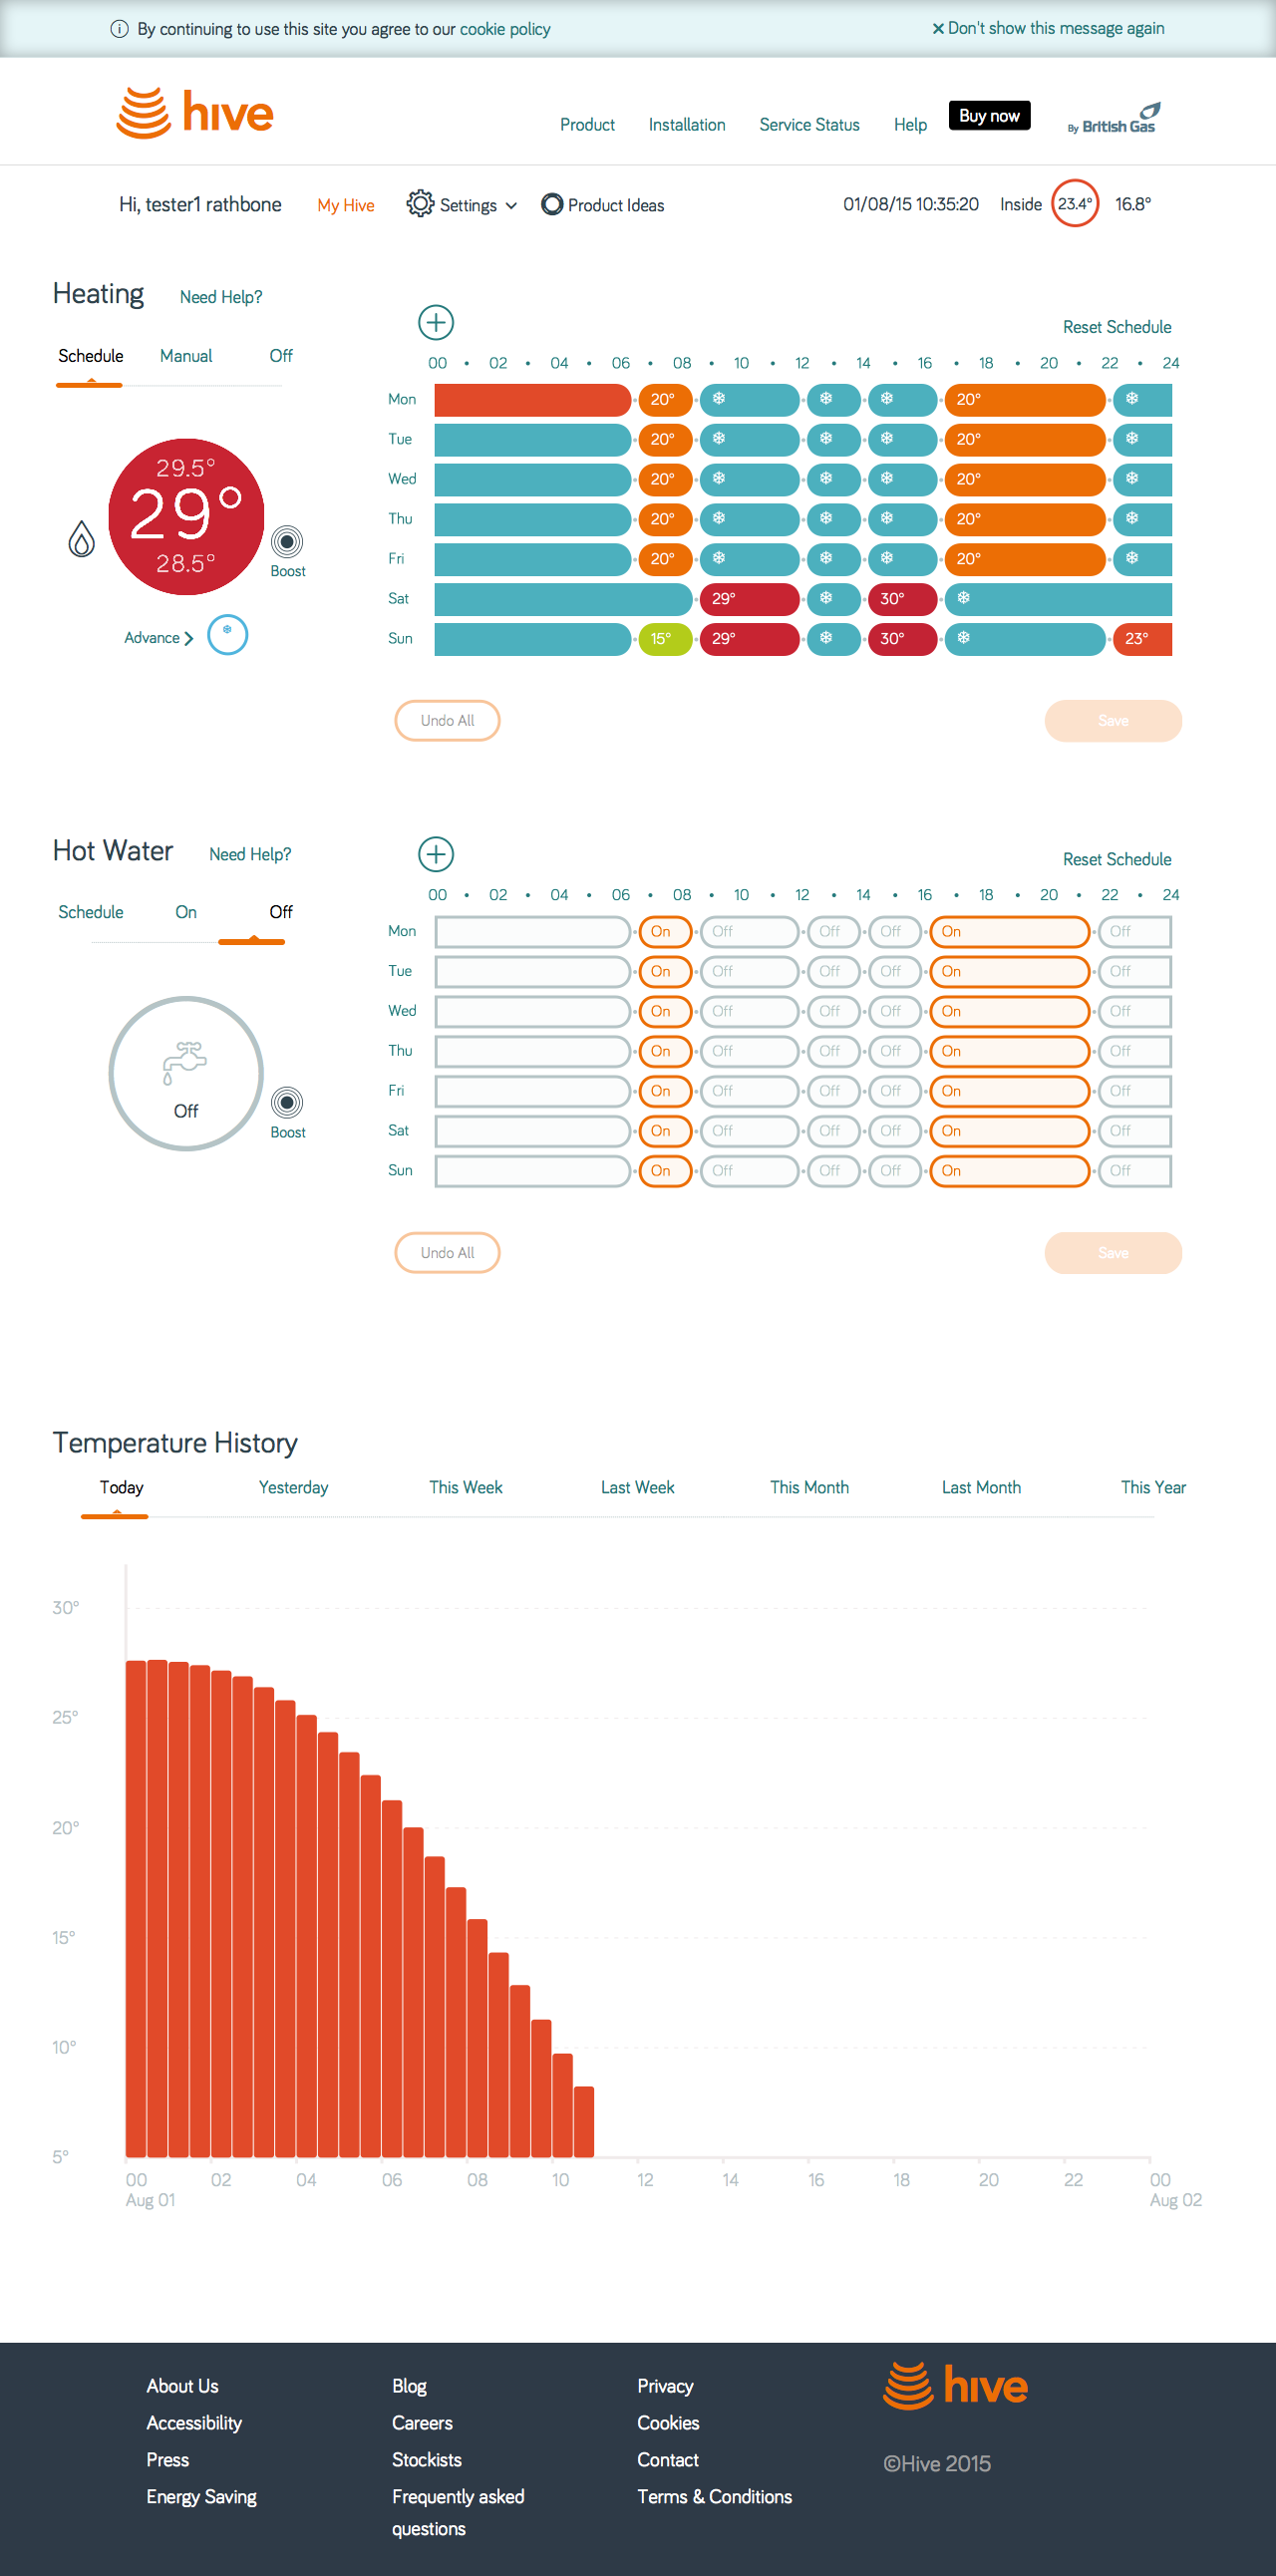 By continuing to use this site you agree to our cookie policy
Don't show this message again
hive
Product Installation Service Status Help Buy now By British Gas
Hi, tester1 rathbone My Hive Settings Product Ideas 01/08/15 10:35:20 Inside 23.4° 16.8°
Heating Need Help?
Reset Schedule
Schedule Manual Off
00 02 04 06 08 10 12 14 16 18 20 22 24
Mon 20° 20°
Tue 20° 20°
Wed 20° 20°
Thu 20° 20°
Fri 20° 20°
Sat 29° 30°
Sun 15° 29° 30° 23°
29.5°
29°
28.5°
Boost
Advance
Undo All Save
Hot Water Need Help?
Reset Schedule
Schedule On Off
00 02 04 06 08 10 12 14 16 18 20 22 24
Mon On Off Off Off On Off
Tue On Off Off Off On Off
Wed On Off Off Off On Off
Thu On Off Off Off On Off
Fri On Off Off Off On Off
Sat On Off Off Off On Off
Sun On Off Off Off On Off
Off
Boost
Undo All Save
Temperature History
Today Yesterday This Week Last Week This Month Last Month This Year
30°
25°
20°
15°
10°
5°
00 02 04 06 08 10 12 14 16 18 20 22 00
Aug 01 Aug 02
About Us
Accessibility
Press
Energy Saving
Blog
Careers
Stockists
Frequently asked
questions
Privacy
Cookies
Contact
Terms & Conditions
hive
©Hive 2015